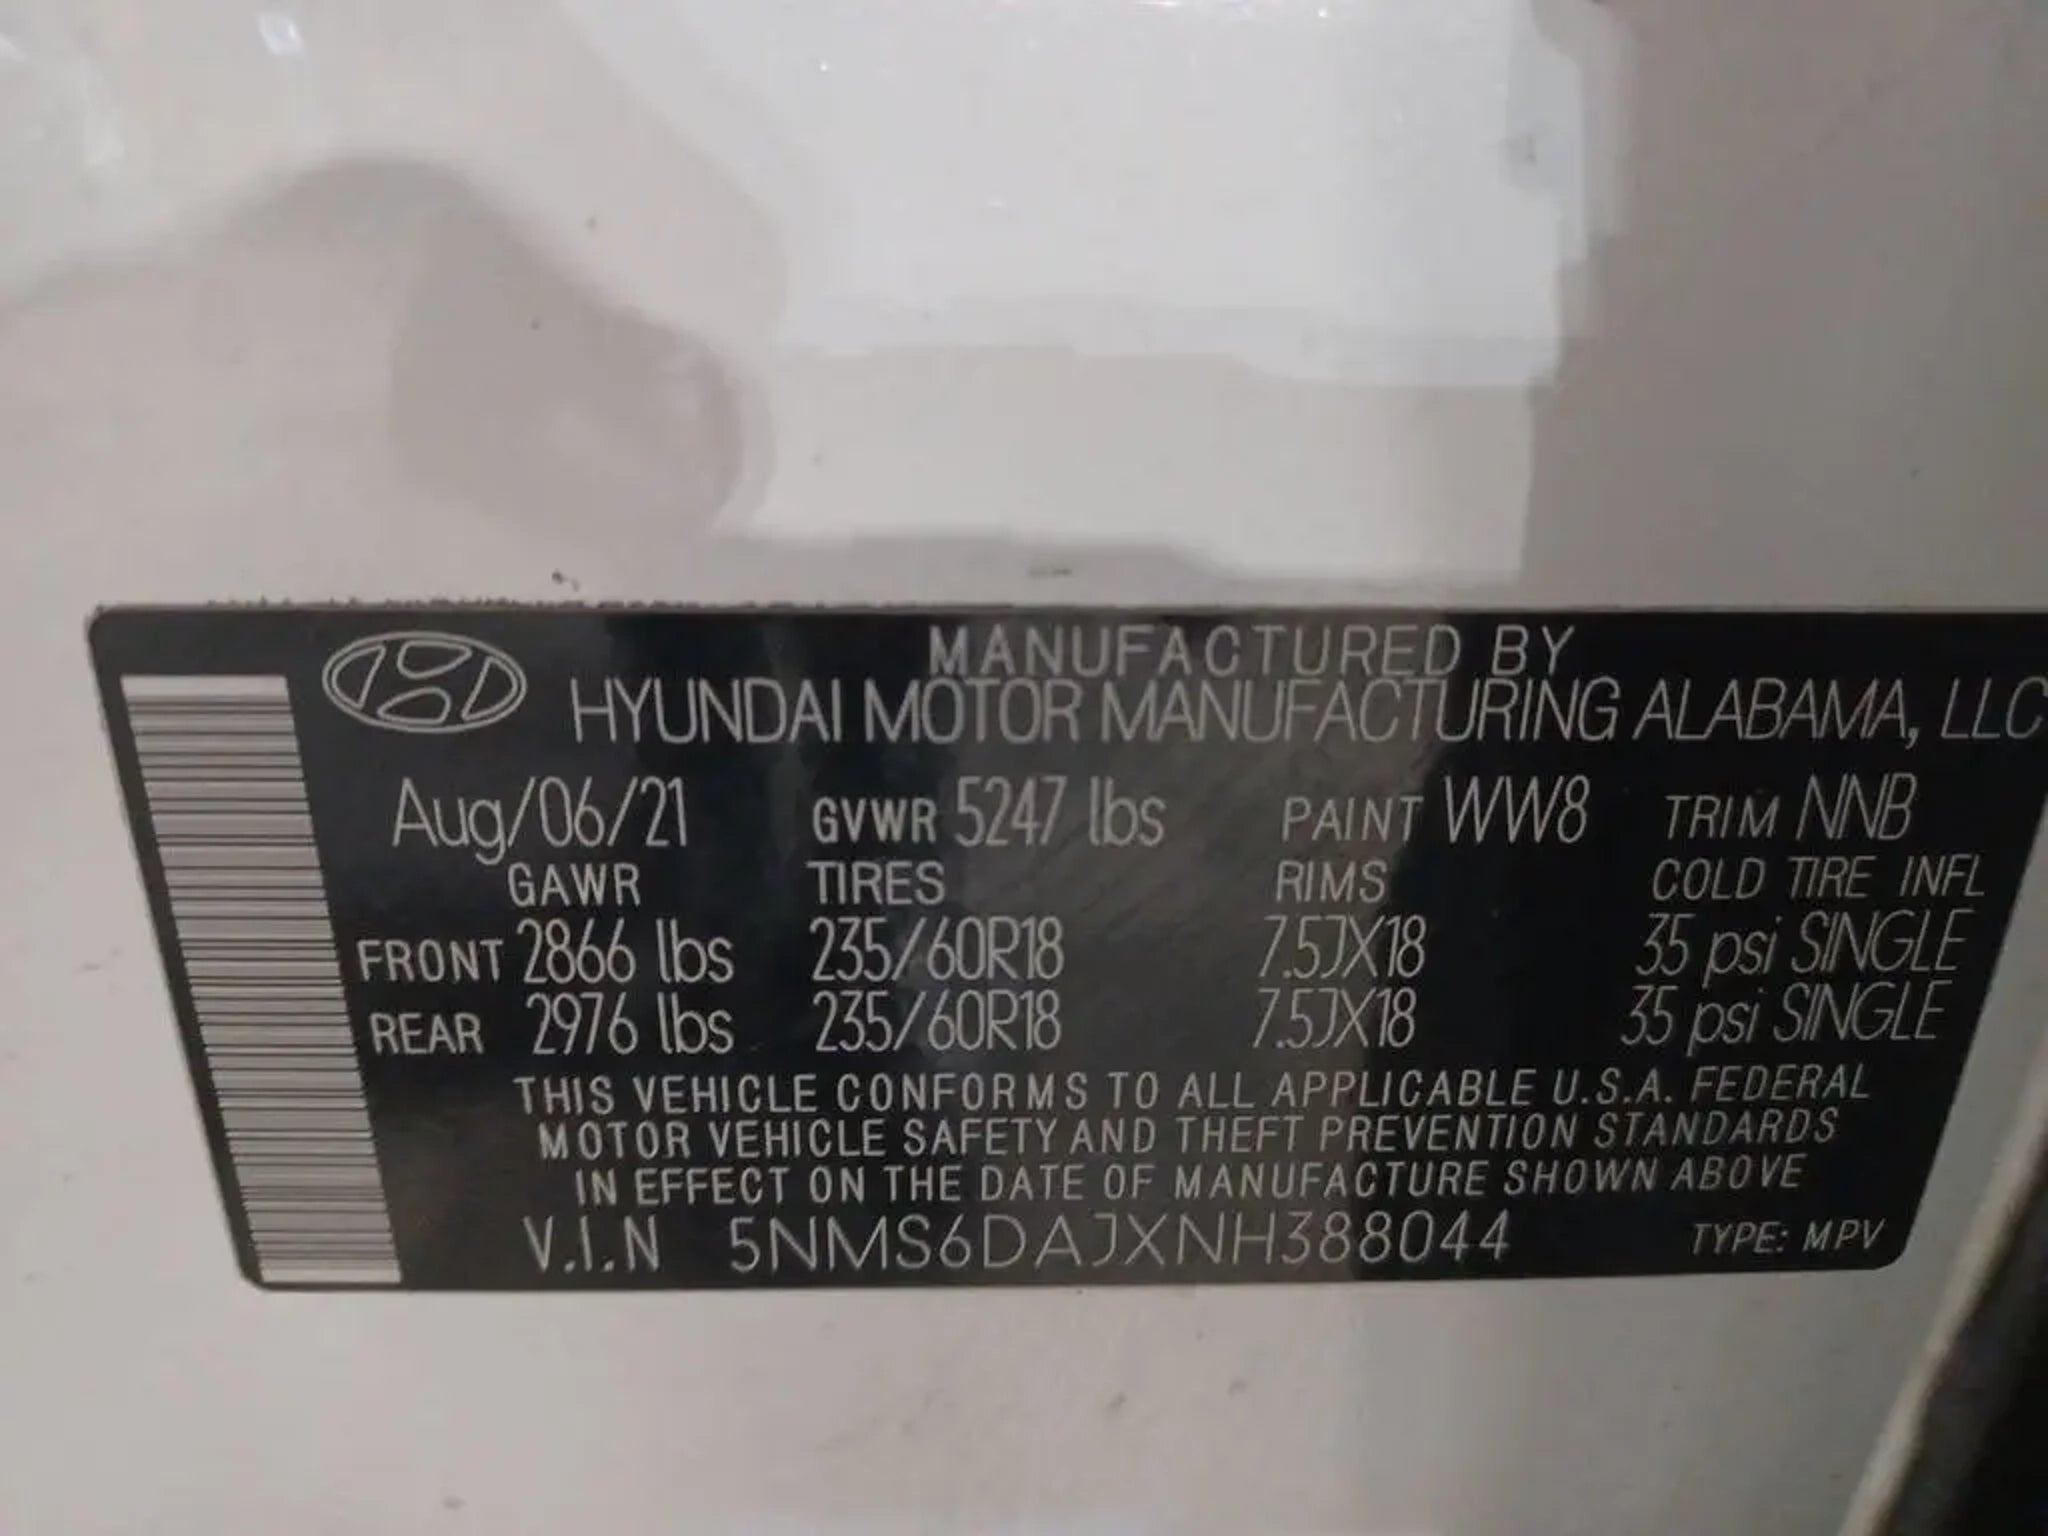 MANUFACTURED BY
HYUNDAI MOTOR MANUFACTURING ALABAMA, LLC
Aug/06/21 GVWR 5247 lbs PAINT WW8 TRIM NNB
GAWR TIRES RIMS COLD TIRE INFL
FRONT 2866 lbs 235/60R18 7.5JX18 35 psi SINGLE
REAR 2976 lbs 235/60R18 7.5JX18 35 psi SINGLE
THIS VEHICLE CONFORMS TO ALL APPLICABLE U.S.A. FEDERAL
MOTOR VEHICLE SAFETY AND THEFT PREVENTION STANDARDS
IN EFFECT ON THE DATE OF MANUFACTURE SHOWN ABOVE
V.I.N 5NMS6DAJXNH388044 TYPE: MPV